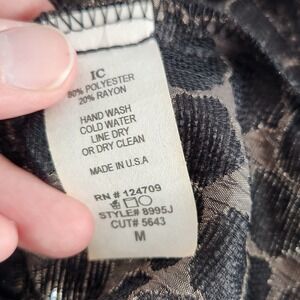 IC
80% POLYESTER
20% RAYON
HAND WASH
COLD WATER
LINE DRY
OR DRY CLEAN
MADE IN U.S.A
RN # 124709
STYLE# 8995J
CUT# 5643
M